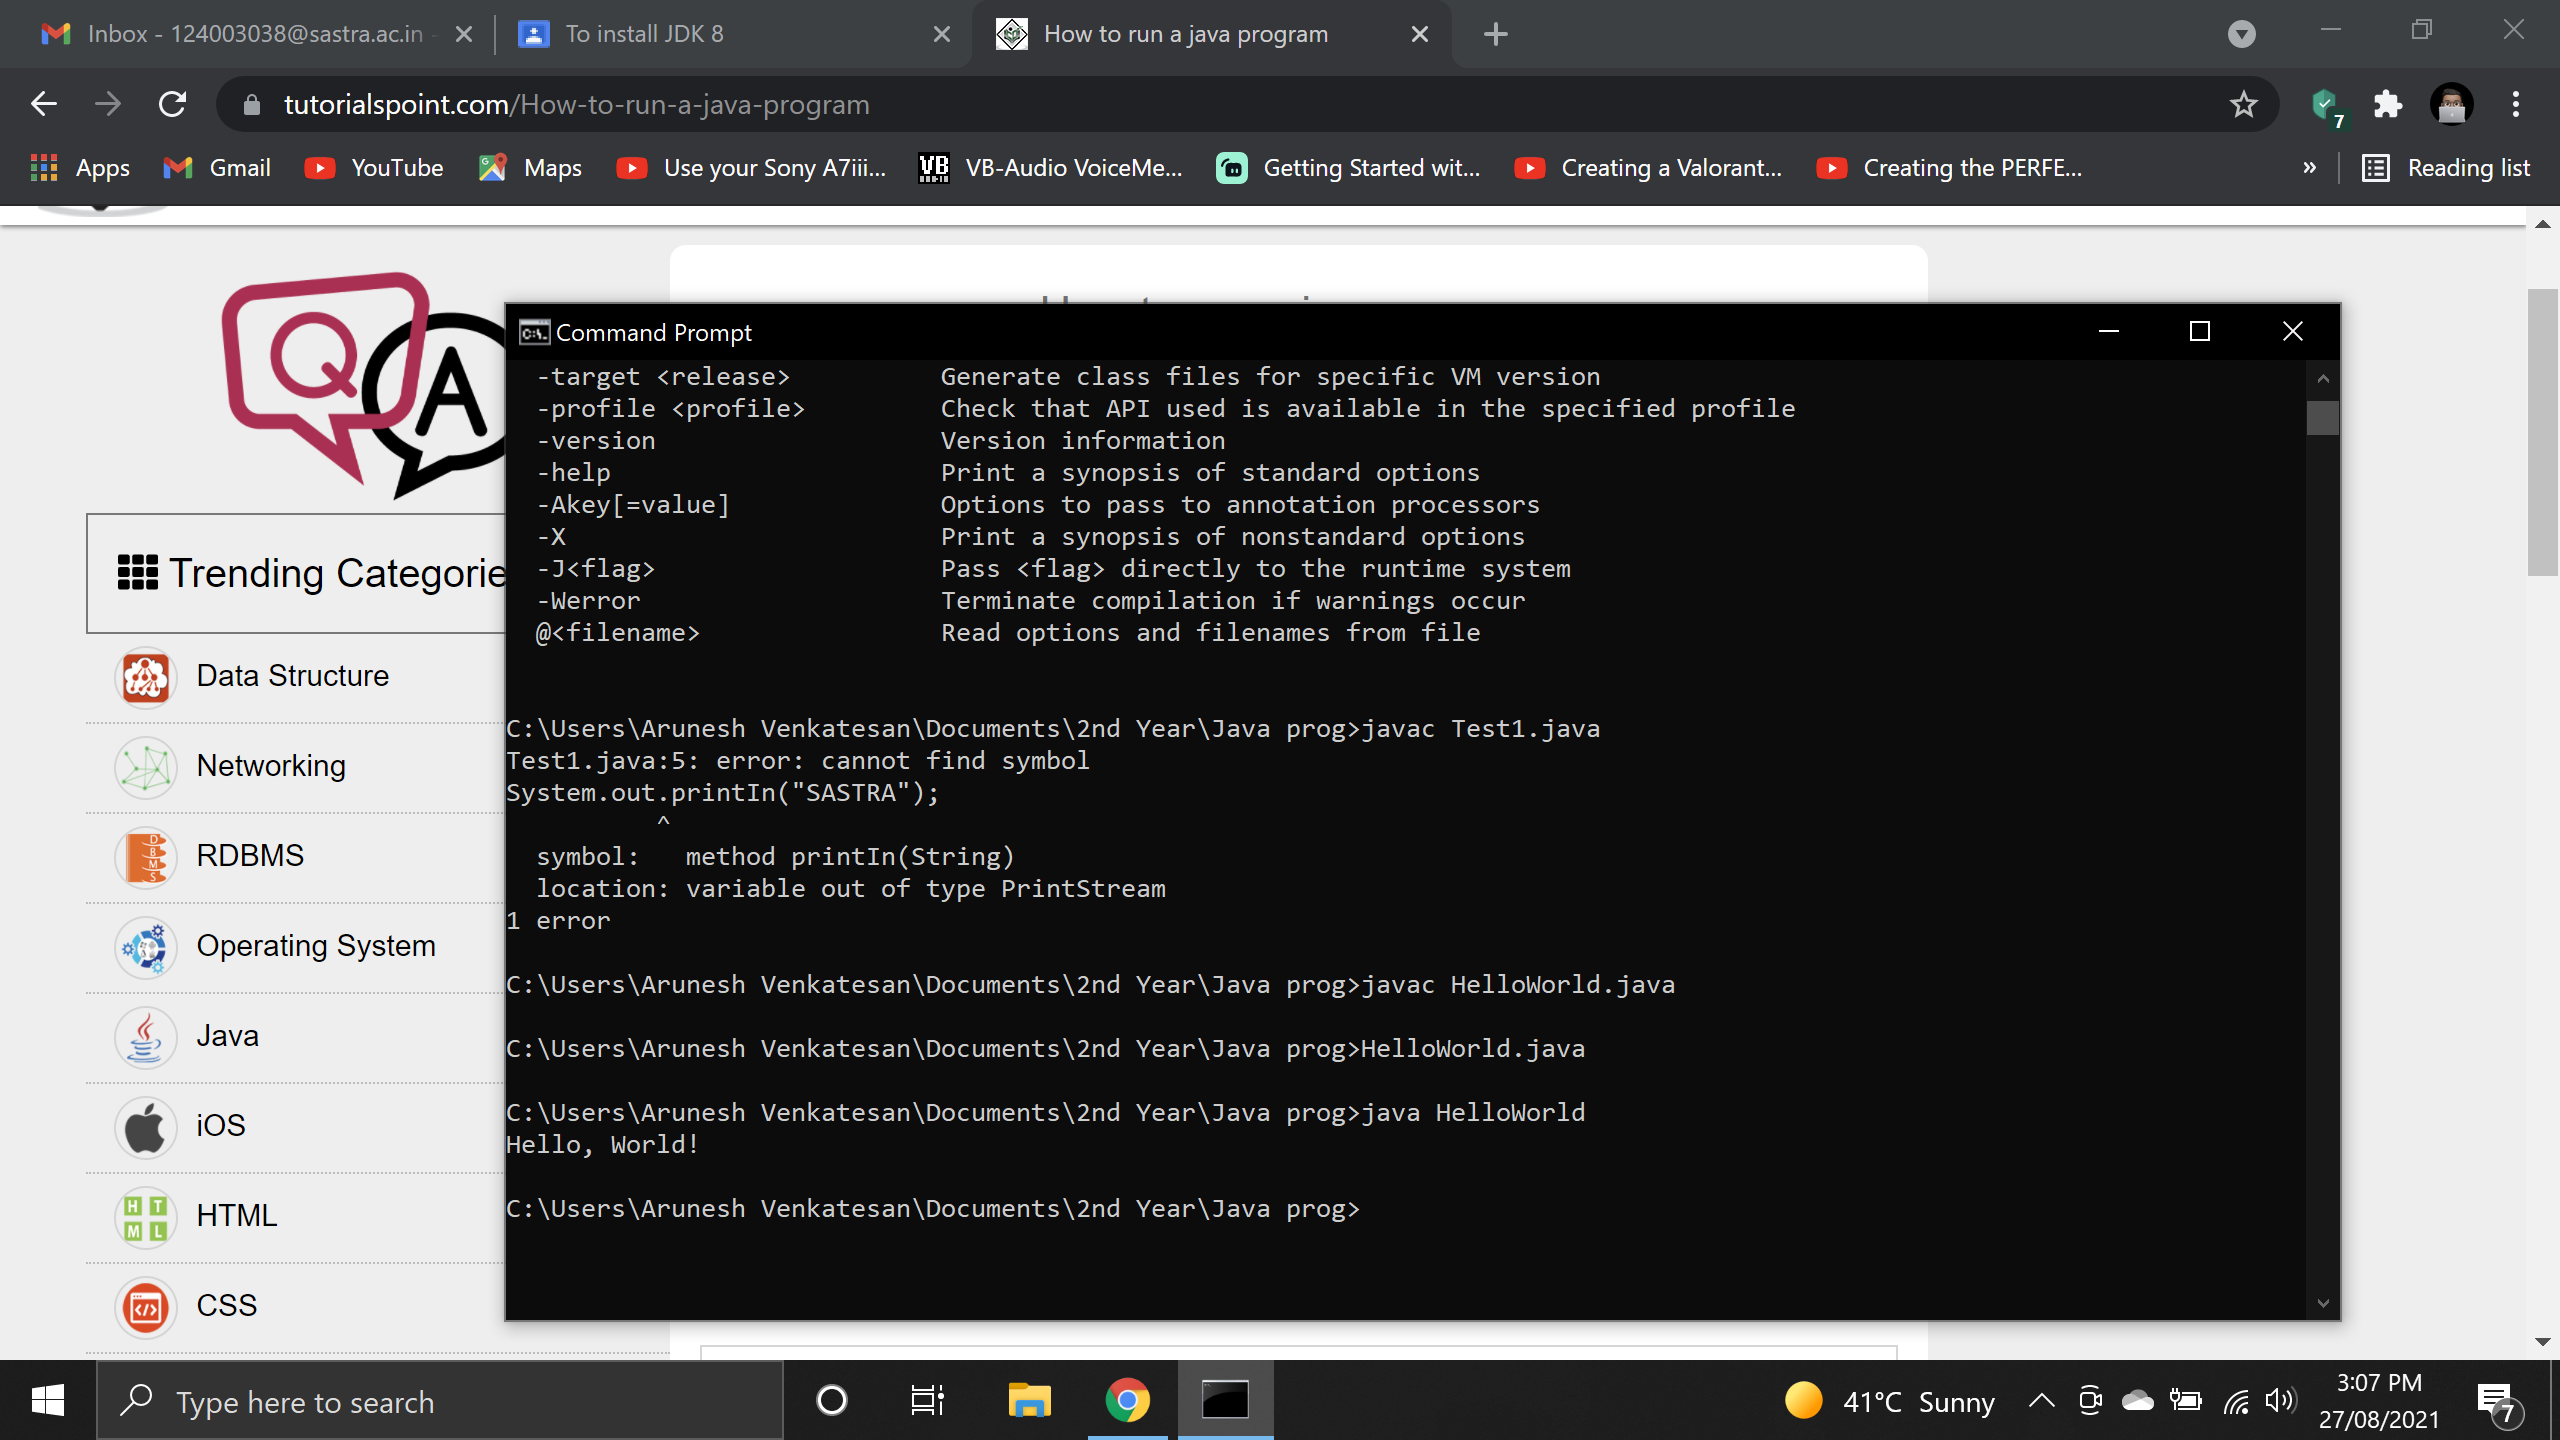 Inbox - 124003038@sastra.ac.in -
To install JDK 8
How to run a java program
tutorialspoint.com/How-to-run-a-java-program
7
Apps
Gmail
YouTube
Maps
Use your Sony A7iii...
VB-Audio VoiceMe...
Getting Started wit...
Creating a Valorant...
Creating the PERFE...
»
Reading list
Q
A
Trending Categorie
Data Structure
Networking
RDBMS
Operating System
Java
iOS
HTML
CSS
Command Prompt
-target <release> Generate class files for specific VM version
-profile <profile> Check that API used is available in the specified profile
-version Version information
-help Print a synopsis of standard options
-Akey[=value] Options to pass to annotation processors
-X Print a synopsis of nonstandard options
-J<flag> Pass <flag> directly to the runtime system
-Werror Terminate compilation if warnings occur
@<filename> Read options and filenames from file
C:\Users\Arunesh Venkatesan\Documents\2nd Year\Java prog>javac Test1.java
Test1.java:5: error: cannot find symbol
System.out.printIn("SASTRA");
^
symbol: method printIn(String)
location: variable out of type PrintStream
1 error
C:\Users\Arunesh Venkatesan\Documents\2nd Year\Java prog>javac HelloWorld.java
C:\Users\Arunesh Venkatesan\Documents\2nd Year\Java prog>HelloWorld.java
C:\Users\Arunesh Venkatesan\Documents\2nd Year\Java prog>java HelloWorld
Hello, World!
C:\Users\Arunesh Venkatesan\Documents\2nd Year\Java prog>
Type here to search
41°C Sunny
3:07 PM
27/08/2021
7